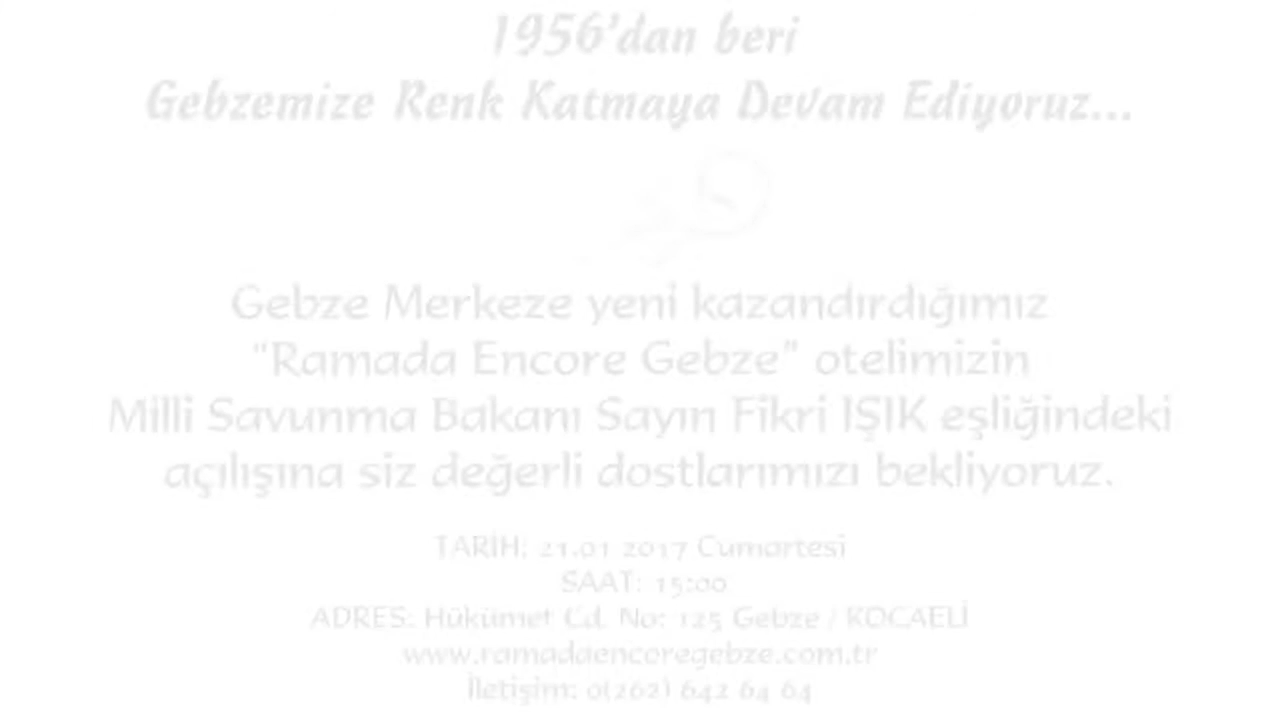 1956'dan beri
Gebzemize Renk Katmaya Devam Ediyoruz...
Gebze Merkeze yeni kazandırdığımız
"Ramada Encore Gebze" otelimizin
Milli Savunma Bakanı Sayın Fikri IŞIK eşliğindeki
açılışına siz değerli dostlarımızı bekliyoruz.
TARİH: 21.01 2017 Cumartesi
SAAT: 15:00
ADRES: Hükümet Cd. No: 125 Gebze / KOCAELİ
www.ramadaencoregebze.com.tr
İletişim: 0(262) 642 64 64